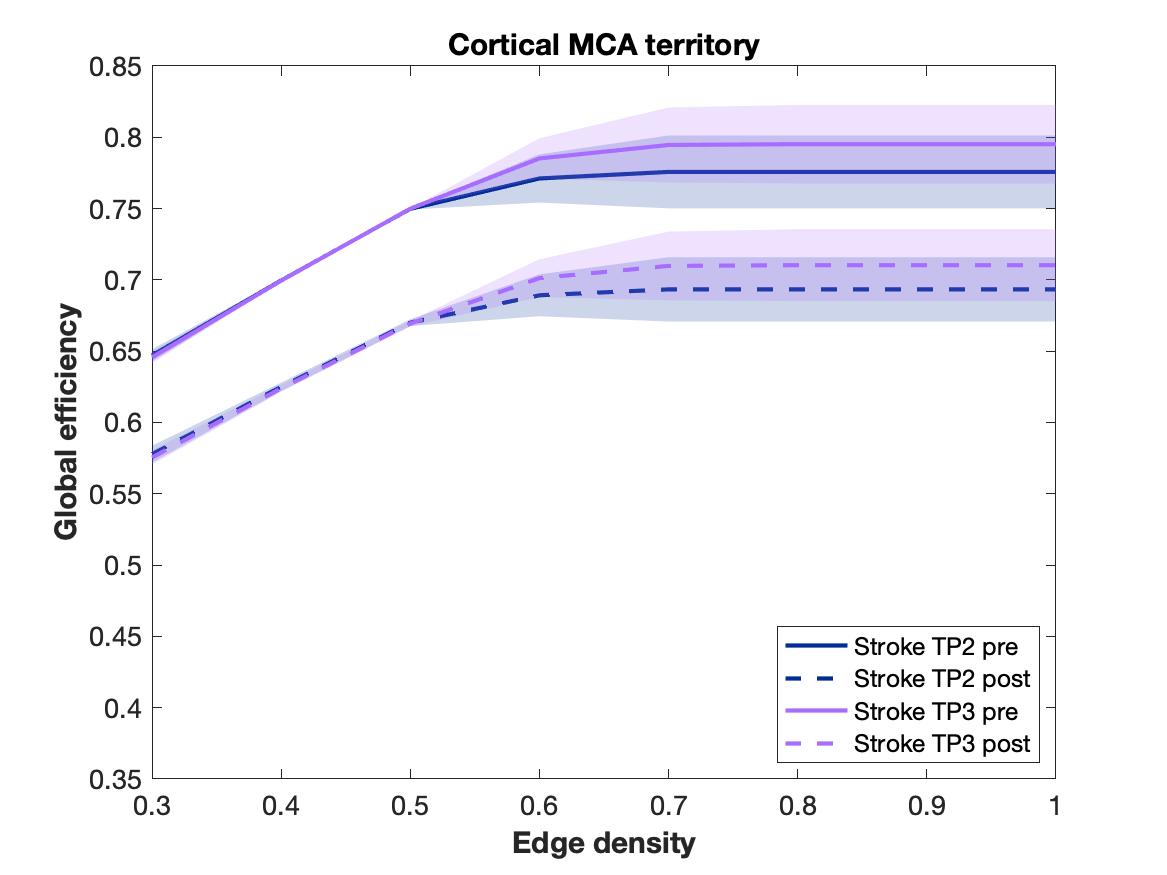 Cortical MCA territory
0.85
0.8
0.75
0.7
0.65
0.6
0.55
0.5
0.45
0.4
0.35
Global efficiency
Stroke TP2 pre
Stroke TP2 post
Stroke TP3 pre
Stroke TP3 post
0.3 0.4 0.5 0.6 0.7 0.8 0.9 1
Edge density